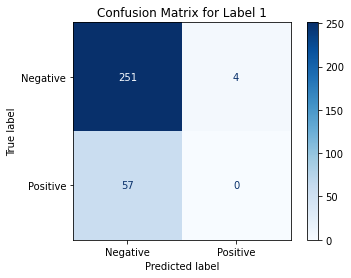 Confusion Matrix for Label 1
250
200
150
100
50
0
True label
Negative
Positive
251
4
57
0
Negative
Positive
Predicted label